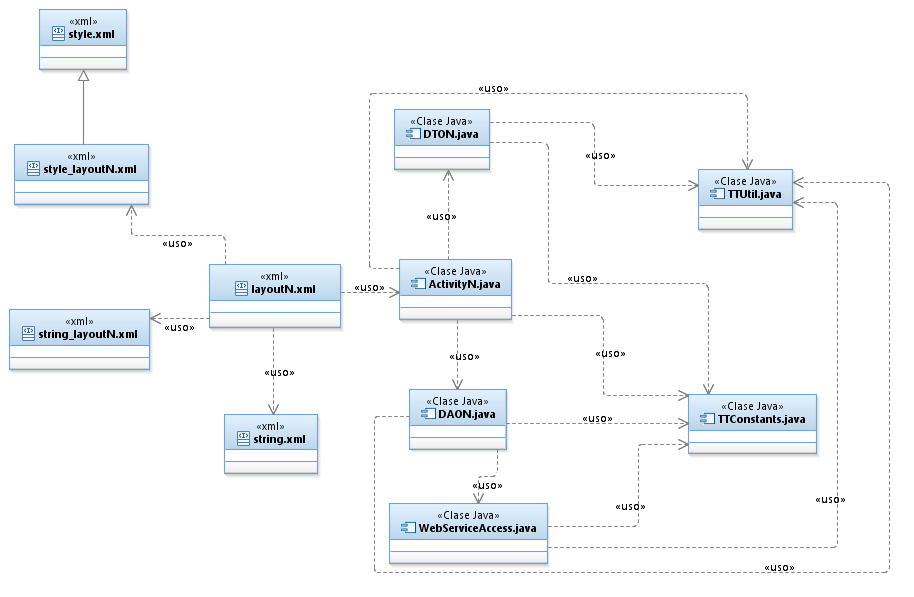 «xml»
style.xml
«uso»
«Clase Java»
DTON.java
«xml»
style_layoutN.xml
«uso»
«Clase Java»
TTUtil.java
«uso»
«uso»
«xml»
layoutN.xml
«uso»
«Clase Java»
ActivityN.java
«uso»
«xml»
string_layoutN.xml
«uso»
«uso»
«uso»
«uso»
«xml»
string.xml
«Clase Java»
DAON.java
«uso»
«Clase Java»
TTConstants.java
«uso»
«uso»
«uso»
«Clase Java»
WebServiceAccess.java
«uso»